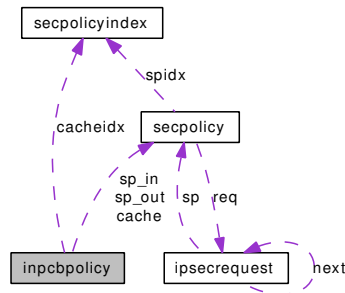 secpolicyindex
spidx
cacheidx
secpolicy
sp_in
sp_out
cache
sp
req
inpcbpolicy
ipsecrequest
next